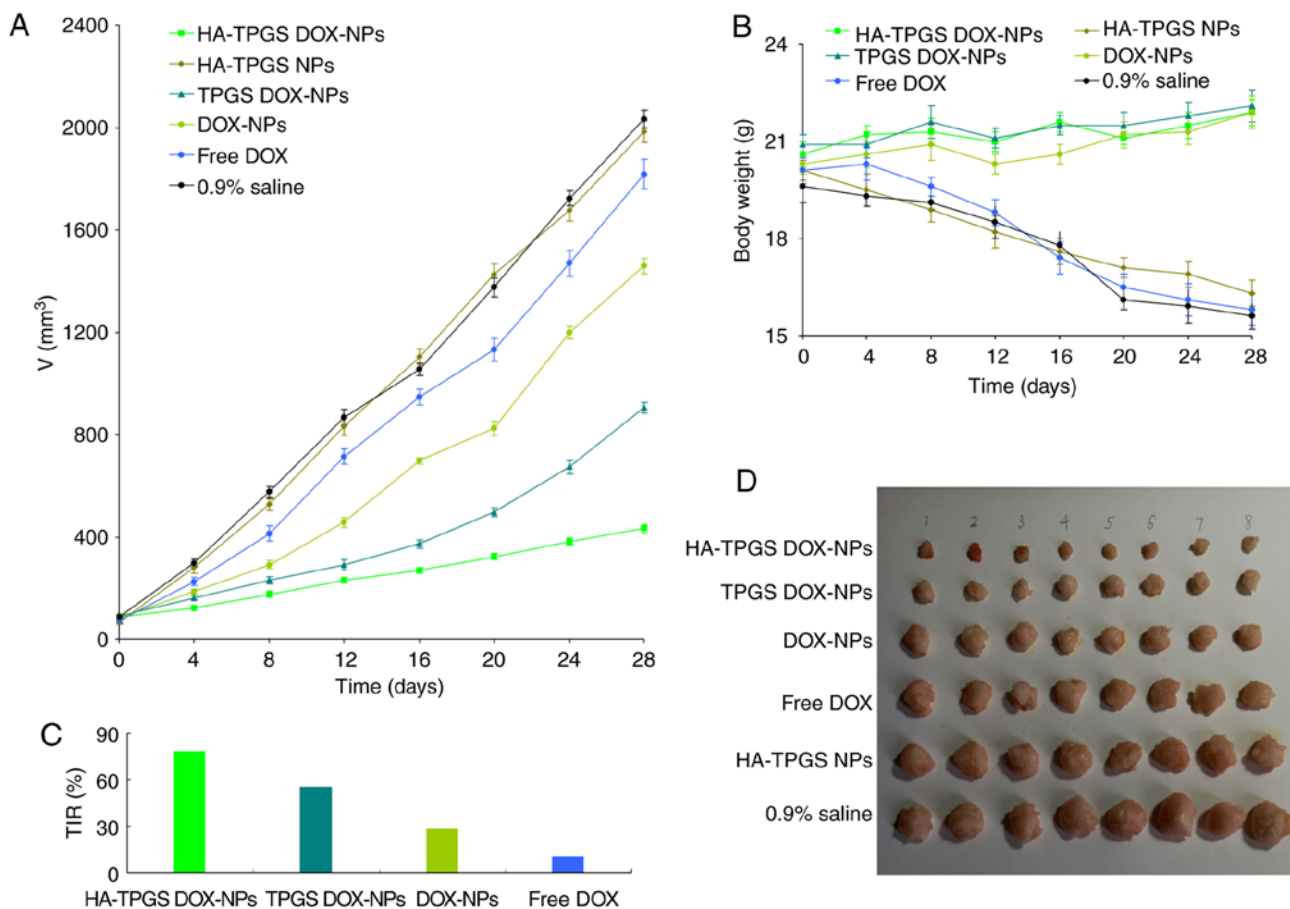 A
2400
2000
1600
1200
800
400
0
V (mm³)
HA-TPGS DOX-NPs
HA-TPGS NPs
TPGS DOX-NPs
DOX-NPs
Free DOX
0.9% saline
0 4 8 12 16 20 24 28
Time (days)
B
HA-TPGS DOX-NPs
TPGS DOX-NPs
Free DOX
HA-TPGS NPs
DOX-NPs
0.9% saline
24
21
18
15
Body weight (g)
0 4 8 12 16 20 24 28
Time (days)
C
90
60
30
0
TIR (%)
HA-TPGS DOX-NPs TPGS DOX-NPs DOX-NPs Free DOX
D
1 2 3 4 5 6 7 8
HA-TPGS DOX-NPs
TPGS DOX-NPs
DOX-NPs
Free DOX
HA-TPGS NPs
0.9% saline